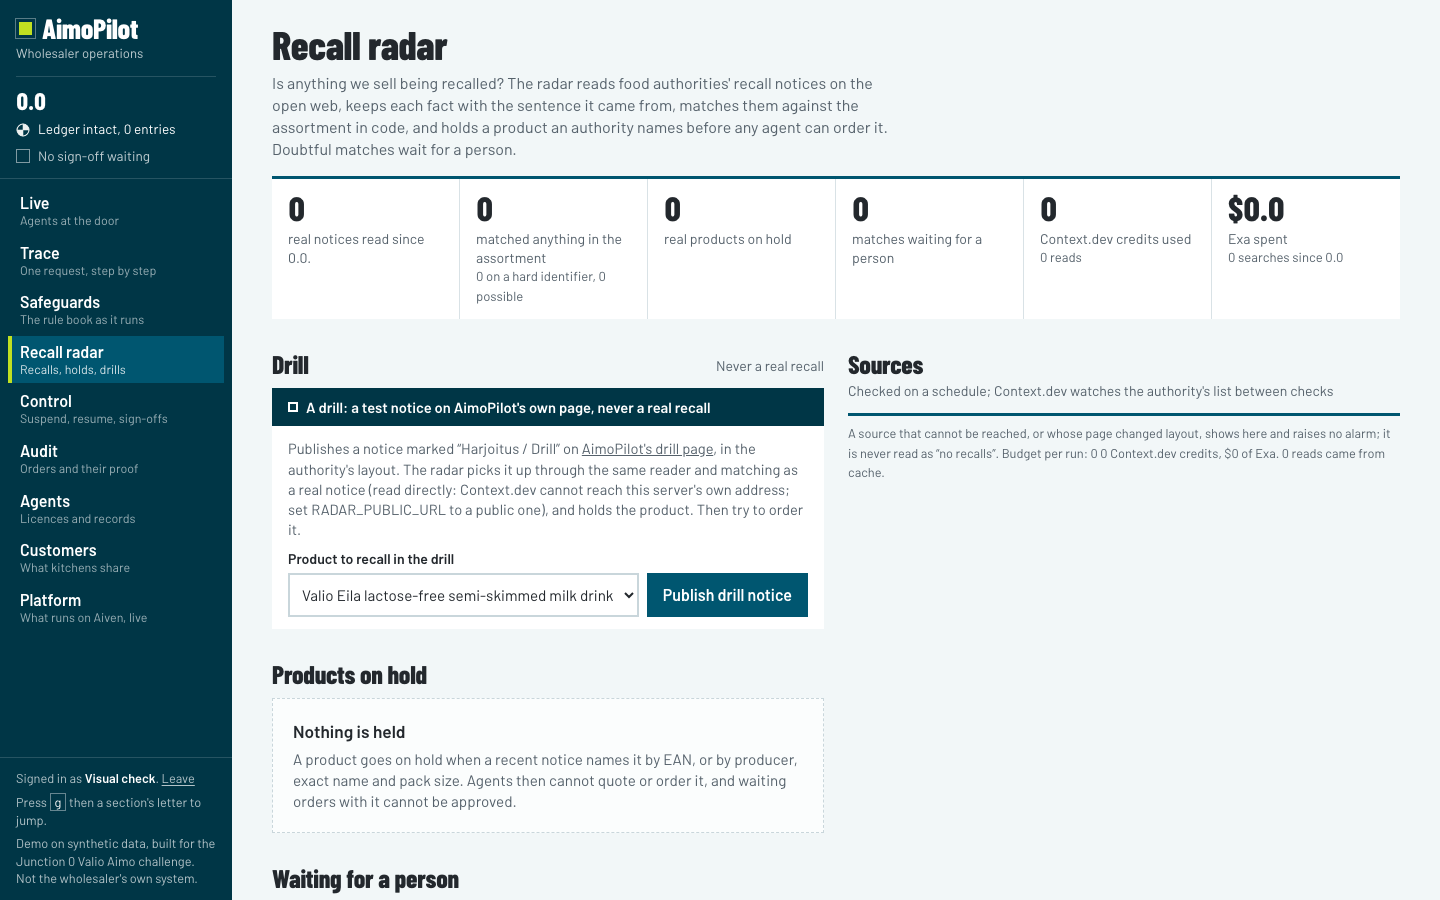 AimoPilot
Wholesaler operations
0.0
Ledger intact, 0 entries
No sign-off waiting
Live
Agents at the door
Trace
One request, step by step
Safeguards
The rule book as it runs
Recall radar
Recalls, holds, drills
Control
Suspend, resume, sign-offs
Audit
Orders and their proof
Agents
Licences and records
Customers
What kitchens share
Platform
What runs on Aiven, live
Signed in as Visual check. Leave
Press g then a section's letter to
jump.
Demo on synthetic data, built for the
Junction 0 Valio Aimo challenge.
Not the wholesaler's own system.
Recall radar
Is anything we sell being recalled? The radar reads food authorities' recall notices on the
open web, keeps each fact with the sentence it came from, matches them against the
assortment in code, and holds a product an authority names before any agent can order it.
Doubtful matches wait for a person.
0
real notices read since
0.0.
0
matched anything in the
assortment
0 on a hard identifier, 0
possible
0
real products on hold
0
matches waiting for a
person
0
Context.dev credits used
0 reads
$0.0
Exa spent
0 searches since 0.0
Drill
Never a real recall
A drill: a test notice on AimoPilot's own page, never a real recall
Publishes a notice marked “Harjoitus / Drill” on AimoPilot's drill page, in the
authority's layout. The radar picks it up through the same reader and matching as
a real notice (read directly: Context.dev cannot reach this server's own address;
set RADAR_PUBLIC_URL to a public one), and holds the product. Then try to order
it.
Product to recall in the drill
Valio Eila lactose-free semi-skimmed milk drink
Publish drill notice
Sources
Checked on a schedule; Context.dev watches the authority's list between checks
A source that cannot be reached, or whose page changed layout, shows here and raises no alarm; it
is never read as “no recalls”. Budget per run: 0 0 Context.dev credits, $0 of Exa. 0 reads came from
cache.
Products on hold
Nothing is held
A product goes on hold when a recent notice names it by EAN, or by producer,
exact name and pack size. Agents then cannot quote or order it, and waiting
orders with it cannot be approved.
Waiting for a person